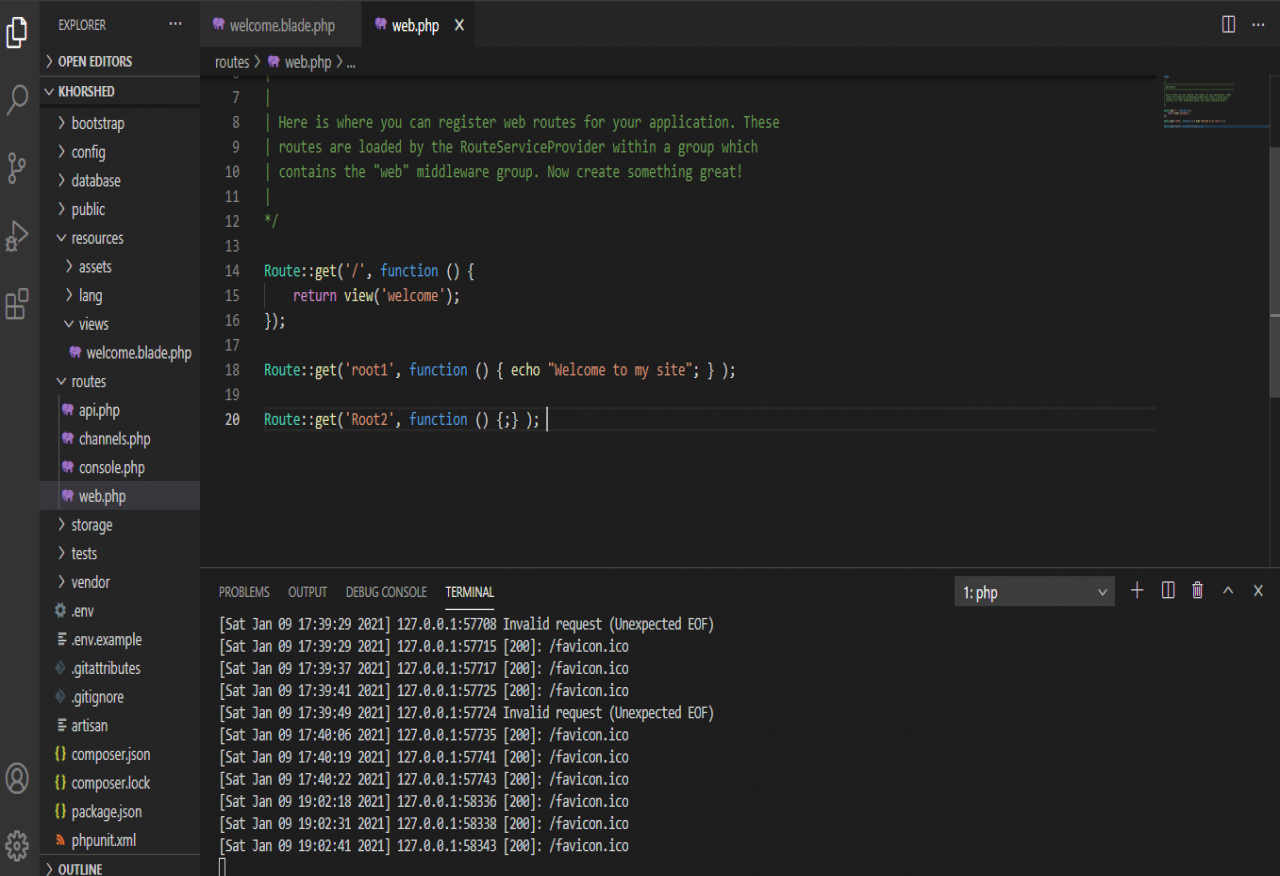 EXPLORER
OPEN EDITORS
KHORSHED
bootstrap
config
database
public
resources
assets
lang
views
welcome.blade.php
routes
api.php
channels.php
console.php
web.php
storage
tests
vendor
.env
.env.example
.gitattributes
.gitignore
artisan
composer.json
composer.lock
package.json
phpunit.xml
OUTLINE
welcome.blade.php web.php
routes > web.php > ...
7 |
8 | Here is where you can register web routes for your application. These
9 | routes are loaded by the RouteServiceProvider within a group which
10 | contains the "web" middleware group. Now create something great!
11 |
12 */
13
14 Route::get('/', function () {
15 return view('welcome');
16 });
17
18 Route::get('root1', function () { echo "Welcome to my site"; } );
19
20 Route::get('Root2', function () {;} );
PROBLEMS OUTPUT DEBUG CONSOLE TERMINAL 1: php
[Sat Jan 09 17:39:29 2021] 127.0.0.1:57708 Invalid request (Unexpected EOF)
[Sat Jan 09 17:39:29 2021] 127.0.0.1:57715 [200]: /favicon.ico
[Sat Jan 09 17:39:37 2021] 127.0.0.1:57717 [200]: /favicon.ico
[Sat Jan 09 17:39:41 2021] 127.0.0.1:57725 [200]: /favicon.ico
[Sat Jan 09 17:39:49 2021] 127.0.0.1:57724 Invalid request (Unexpected EOF)
[Sat Jan 09 17:40:06 2021] 127.0.0.1:57735 [200]: /favicon.ico
[Sat Jan 09 17:40:19 2021] 127.0.0.1:57741 [200]: /favicon.ico
[Sat Jan 09 17:40:22 2021] 127.0.0.1:57743 [200]: /favicon.ico
[Sat Jan 09 19:02:18 2021] 127.0.0.1:58336 [200]: /favicon.ico
[Sat Jan 09 19:02:31 2021] 127.0.0.1:58338 [200]: /favicon.ico
[Sat Jan 09 19:02:41 2021] 127.0.0.1:58343 [200]: /favicon.ico